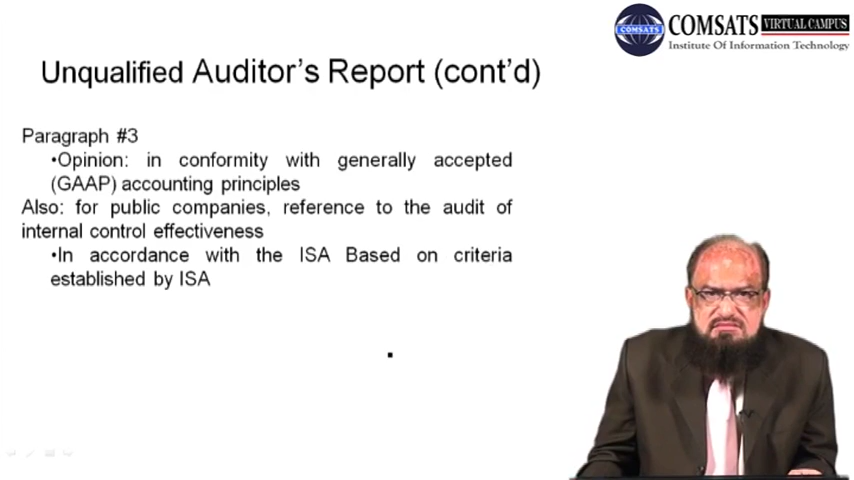 COMSATS VIRTUAL CAMPUS
COMSATS
Institute Of Information Technology
Unqualified Auditor's Report (cont'd)
Paragraph #3
•Opinion: in conformity with generally accepted
(GAAP) accounting principles
Also: for public companies, reference to the audit of
internal control effectiveness
•In accordance with the ISA Based on criteria
established by ISA